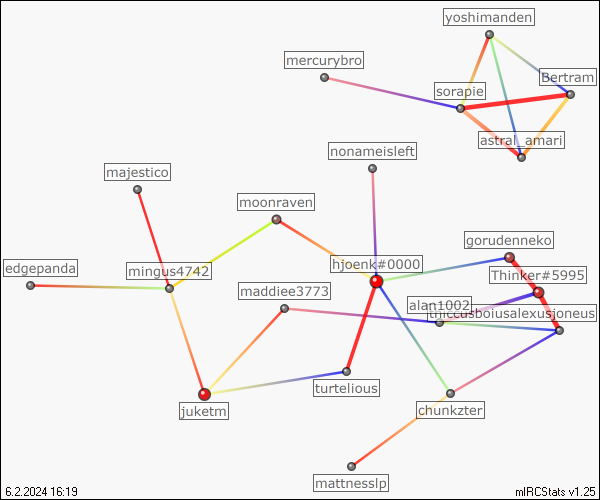 yoshimanden
mercurybro
Bertram
sorapie
astral_amari
nonameisleft
majestico
moonraven
gorudenneko
hjoenk#0000
edgepanda
mingus4742
Thinker#5995
maddiee3773
alan1002
juketm
turtelious
chunkzter
mattnesslp
6.2.2024 16:19
mIRCStats v1.25